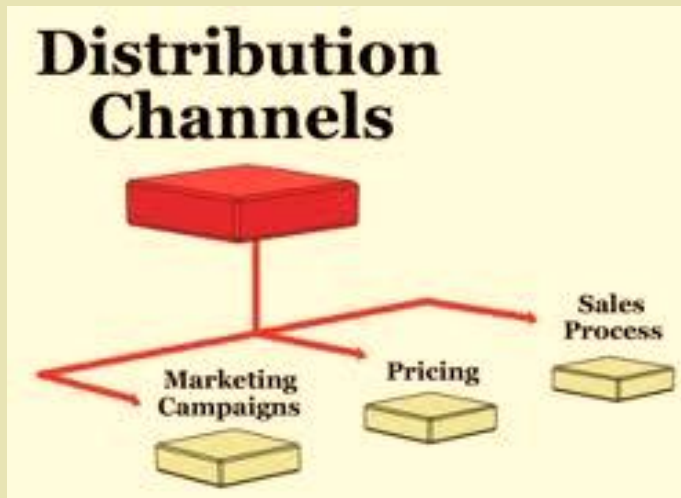 Distribution
Channels
Sales
Process
Pricing
Marketing
Campaigns